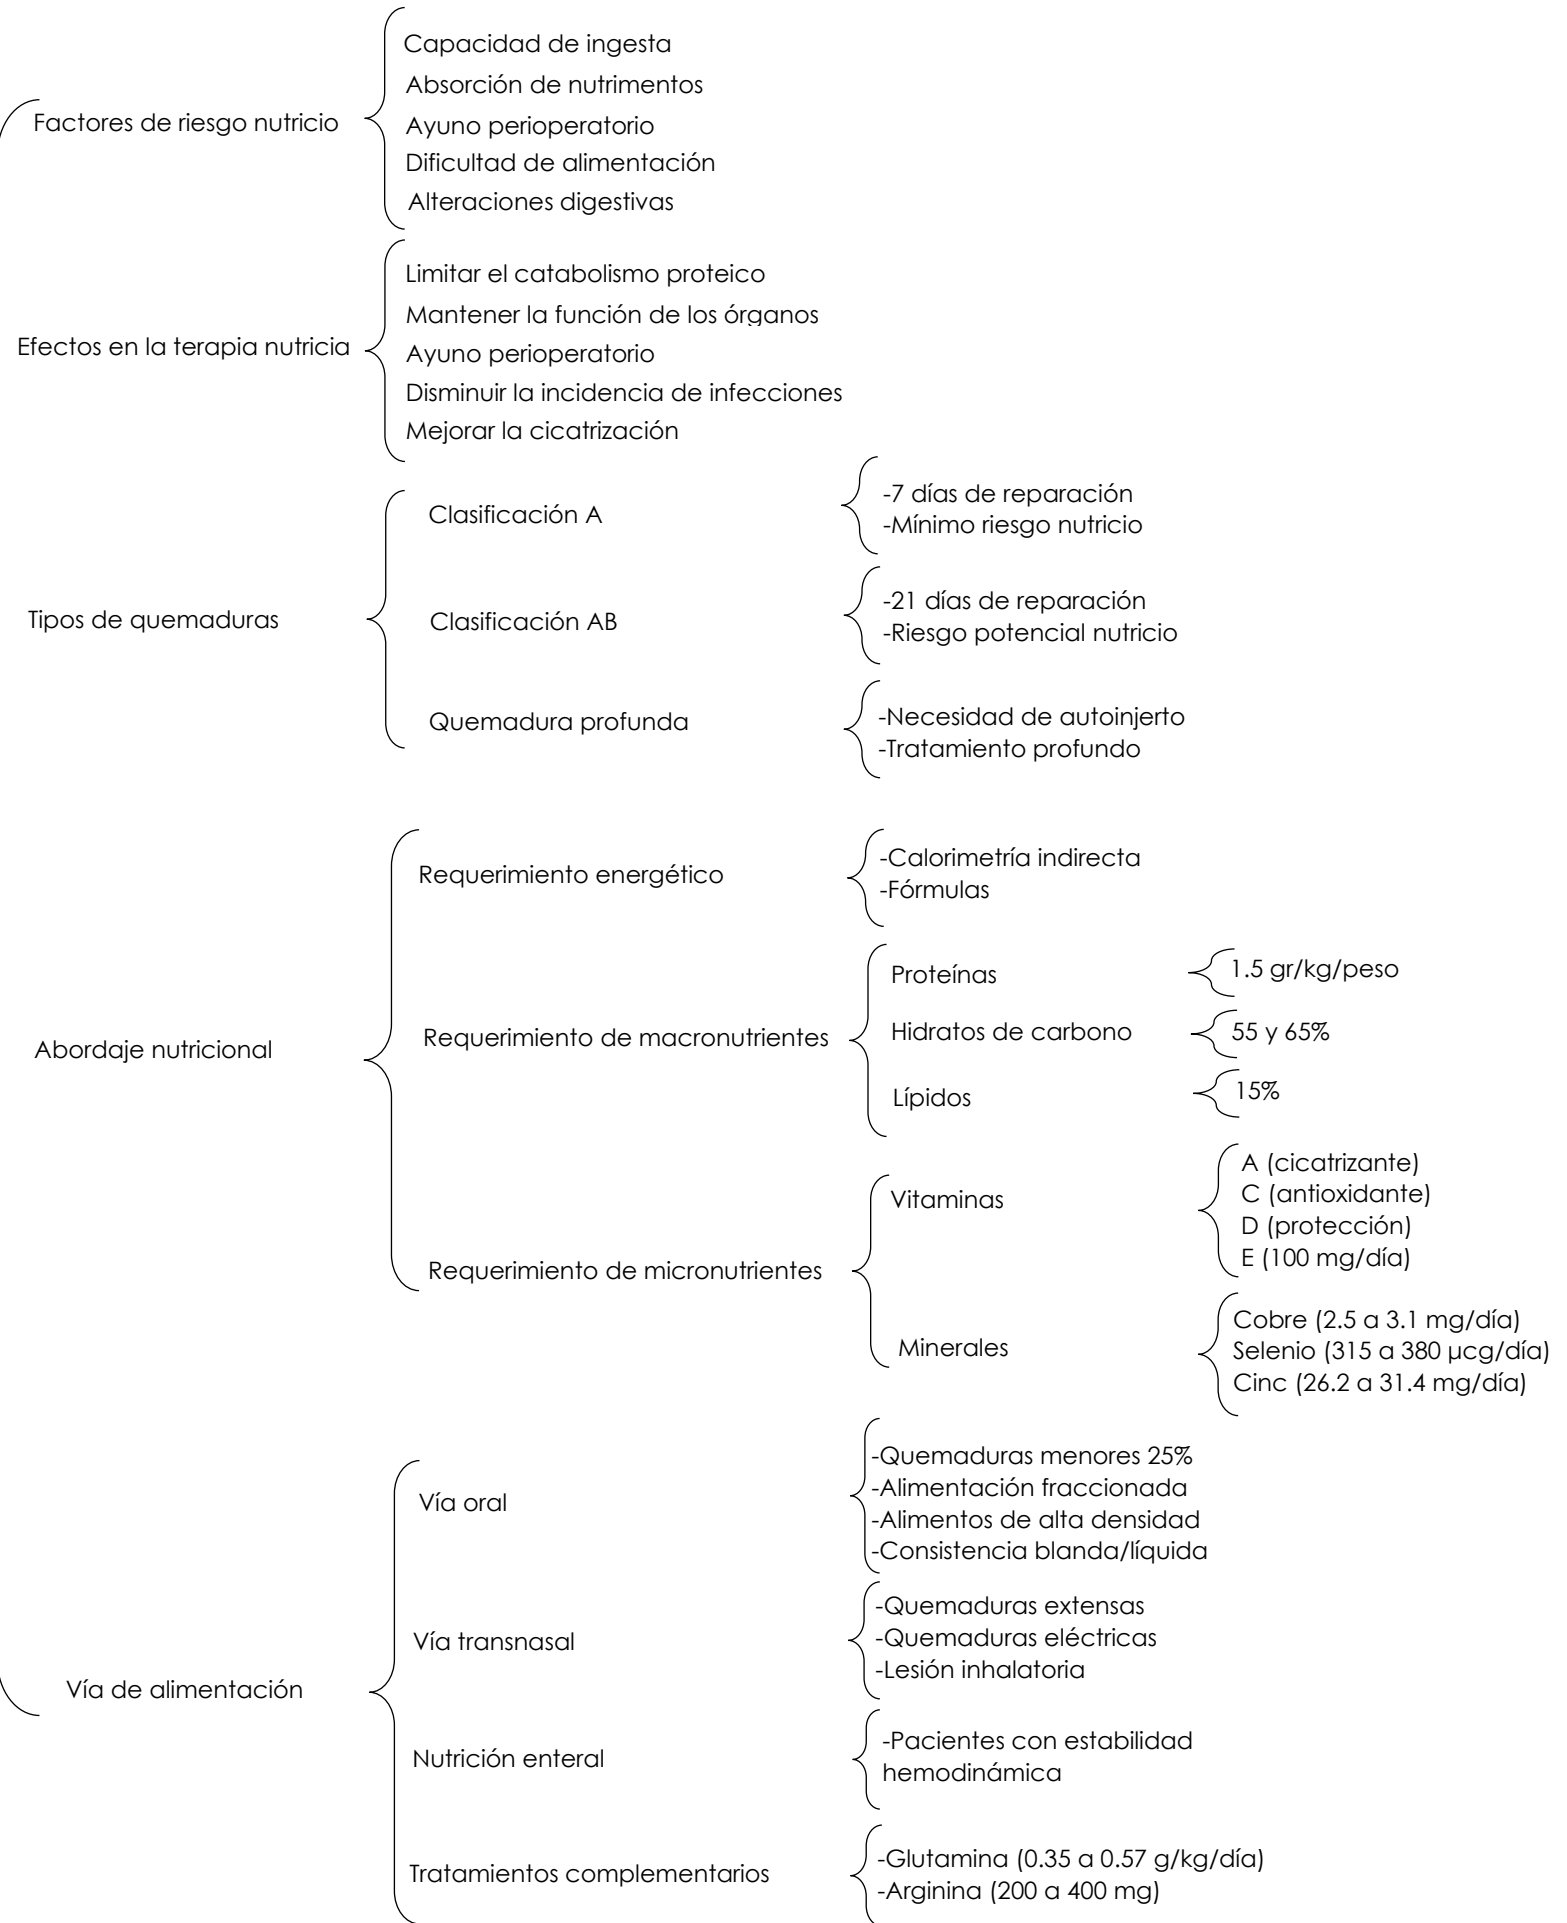 Factores de riesgo nutricio
Capacidad de ingesta
Absorción de nutrimentos
Ayuno perioperatorio
Dificultad de alimentación
Alteraciones digestivas
Efectos en la terapia nutricia
Limitar el catabolismo proteico
Mantener la función de los órganos
Ayuno perioperatorio
Disminuir la incidencia de infecciones
Mejorar la cicatrización
Tipos de quemaduras
Clasificación A
-7 días de reparación
-Mínimo riesgo nutricio
Clasificación AB
-21 días de reparación
-Riesgo potencial nutricio
Quemadura profunda
-Necesidad de autoinjerto
-Tratamiento profundo
Abordaje nutricional
Requerimiento energético
-Calorimetría indirecta
-Fórmulas
Requerimiento de macronutrientes
Proteínas
1.5 gr/kg/peso
Hidratos de carbono
55 y 65%
Lípidos
15%
Requerimiento de micronutrientes
Vitaminas
A (cicatrizante)
C (antioxidante)
D (protección)
E (100 mg/día)
Minerales
Cobre (2.5 a 3.1 mg/día)
Selenio (315 a 380 µcg/día)
Cinc (26.2 a 31.4 mg/día)
Vía de alimentación
Vía oral
-Quemaduras menores 25%
-Alimentación fraccionada
-Alimentos de alta densidad
-Consistencia blanda/líquida
Vía transnasal
-Quemaduras extensas
-Quemaduras eléctricas
-Lesión inhalatoria
Nutrición enteral
-Pacientes con estabilidad
hemodinámica
Tratamientos complementarios
-Glutamina (0.35 a 0.57 g/kg/día)
-Arginina (200 a 400 mg)